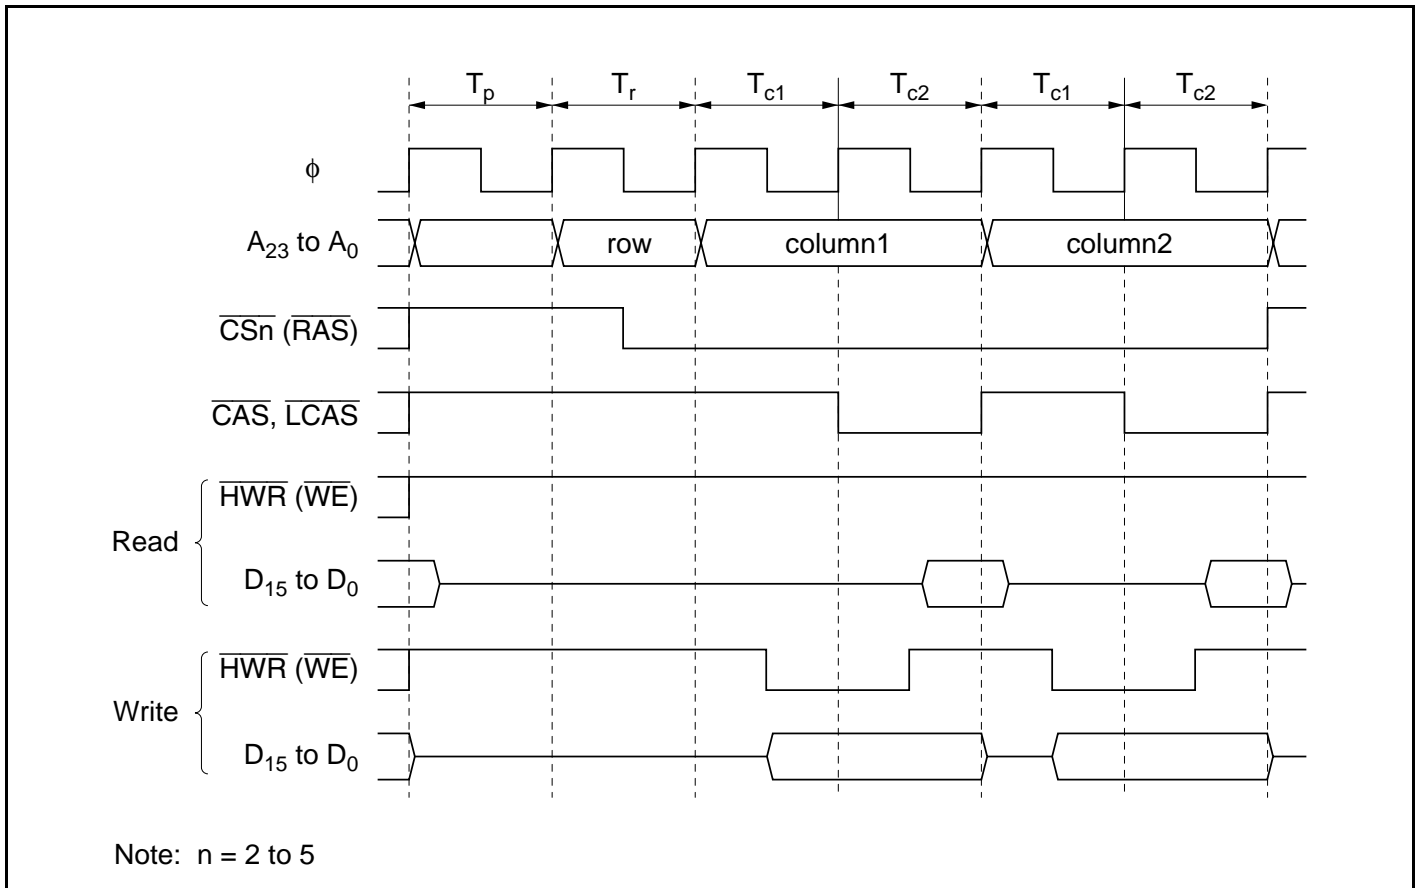 Tp Tr Tc1 Tc2 Tc1 Tc2
ϕ
A23 to A0 row column1 column2
CSn (RAS)
CAS, LCAS
HWR (WE)
Read
D15 to D0
HWR (WE)
Write
D15 to D0
Note: n = 2 to 5